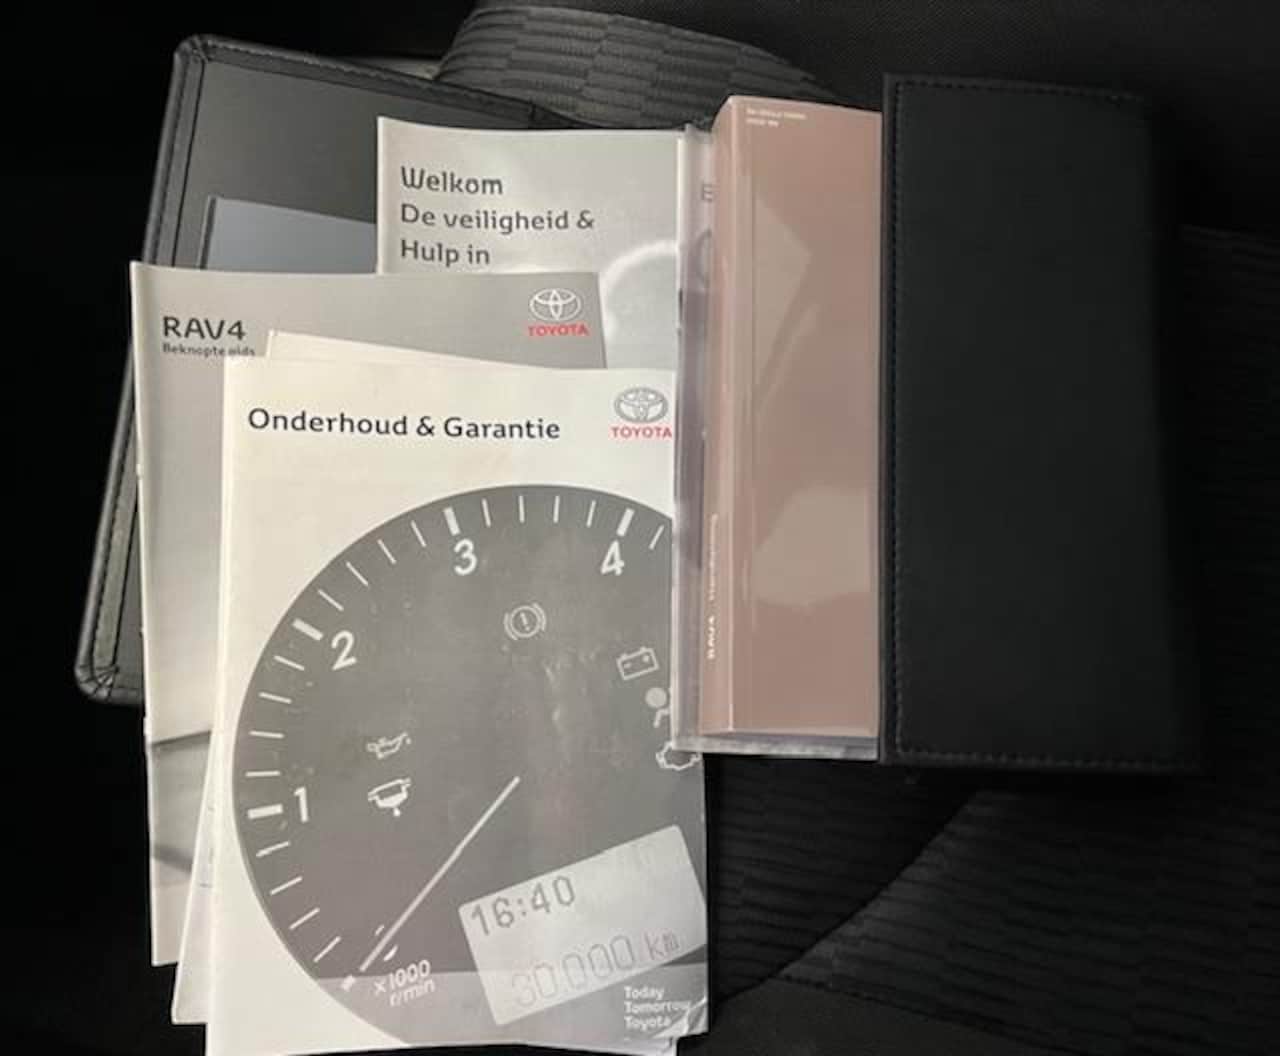 Welkom
De veiligheid &
Hulp in
RAV4
Beknopte gids
TOYOTA
Onderhoud & Garantie
TOYOTA
3
4
2
1
16:40
30.000 km
x1000
r/min
Today
Tomorrow
Toyota
RAV4